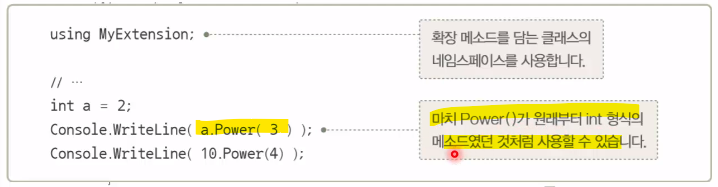 using MyExtension;
확장 메소드를 담는 클래스의
네임스페이스를 사용합니다.
// …
int a = 2;
Console.WriteLine( a.Power( 3 ) );
Console.WriteLine( 10.Power(4) );
마치 Power()가 원래부터 int 형식의
메소드였던 것처럼 사용할 수 있습니다.